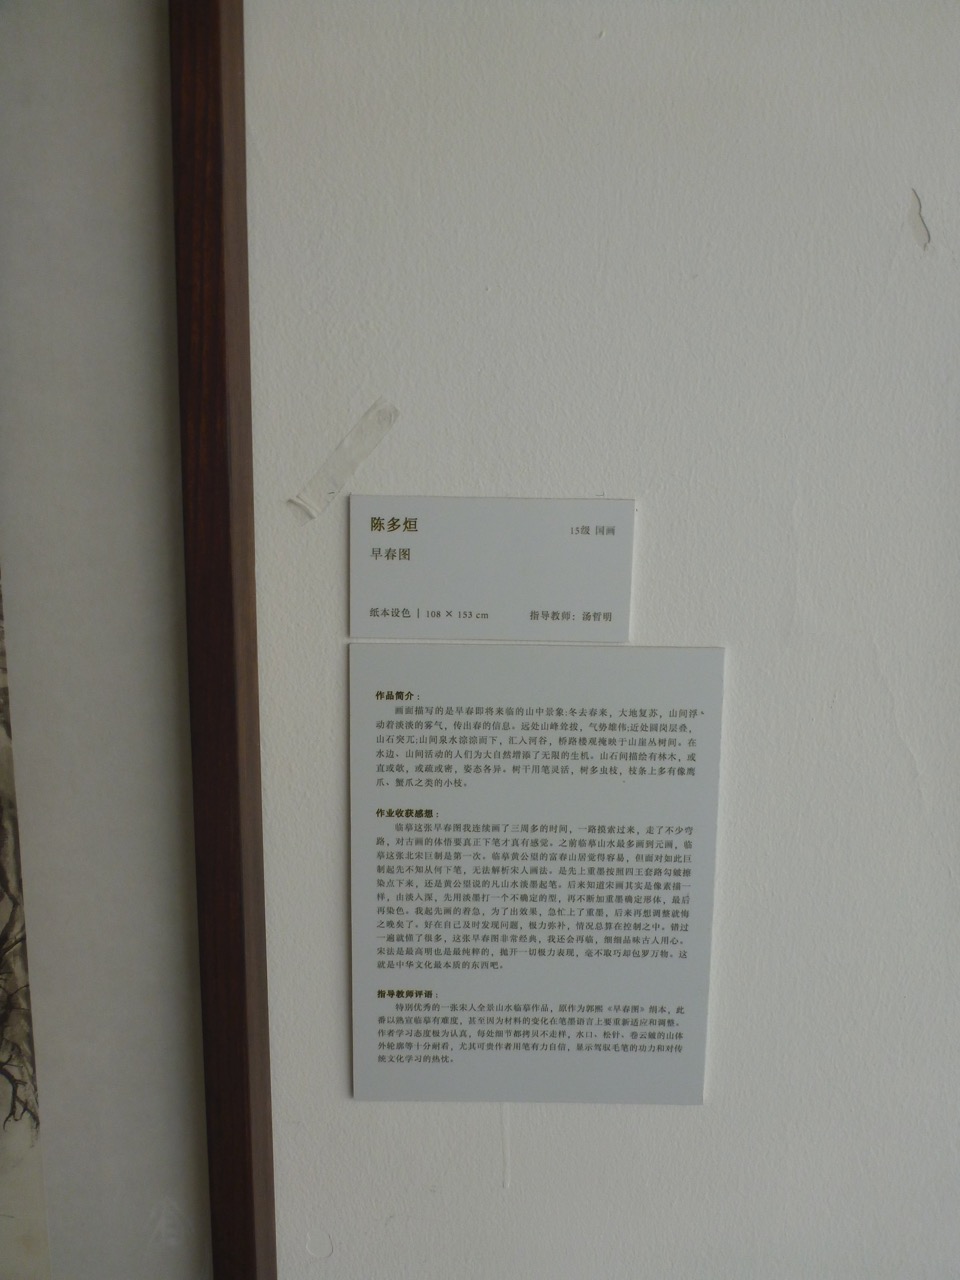 陈多烜
15级 国画
早春图
纸本设色 | 108 × 153 cm
指导教师：汤哲明
作品简介：
画面描写的是早春即将来临的山中景象:冬去春来，大地复苏，山间浮
动着淡淡的雾气，传出春的信息。远处山峰耸拔，气势雄伟;近处圆岗层叠，
山石突兀;山间泉水淙淙而下，汇入河谷，桥路楼观掩映于山崖丛树间。在
水边、山间活动的人们为大自然增添了无限的生机。山石间描绘有林木，或
直或欹，或疏或密，姿态各异。树干用笔灵活，树多虫枝，枝条上多有像鹰
爪、蟹爪之类的小枝。
作业收获感想：
临摹这张早春图我连续画了三周多的时间，一路摸索过来，走了不少弯
路，对古画的体悟要真正下笔才真有感觉。之前临摹山水最多画到元画，临
摹这张北宋巨制是第一次。临摹黄公望的富春山居觉得容易，但面对如此巨
制起先不知从何下笔，无法解析宋人画法。是先上重墨按照四王套路勾皴擦
染点下来，还是黄公望说的凡山水淡墨起笔。后来知道宋画其实是像素描一
样，由淡入深，先用淡墨打一个不确定的型，再不断加重墨确定形体，最后
再染色。我起先画的着急，为了出效果，急忙上了重墨，后来再想调整就悔
之晚矣了。好在自己及时发现问题，极力弥补，情况总算在控制之中。错过
一遍就懂了很多，这张早春图非常经典，我还会再临，细细品味古人用心。
宋法是最高明也是最纯粹的，抛开一切极力表现，毫不取巧却包罗万物。这
就是中华文化最本质的东西吧。
指导教师评语：
特别优秀的一张宋人全景山水临摹作品，原作为郭熙《早春图》绢本，此
番以熟宣临摹有难度，甚至因为材料的变化在笔墨语言上要重新适应和调整。
作者学习态度极为认真，每处细节都拷贝不走样，水口、松针、卷云皴的山体
外轮廓等十分耐看，尤其可贵作者用笔有力自信，显示驾驭毛笔的功力和对传
统文化学习的热忱。